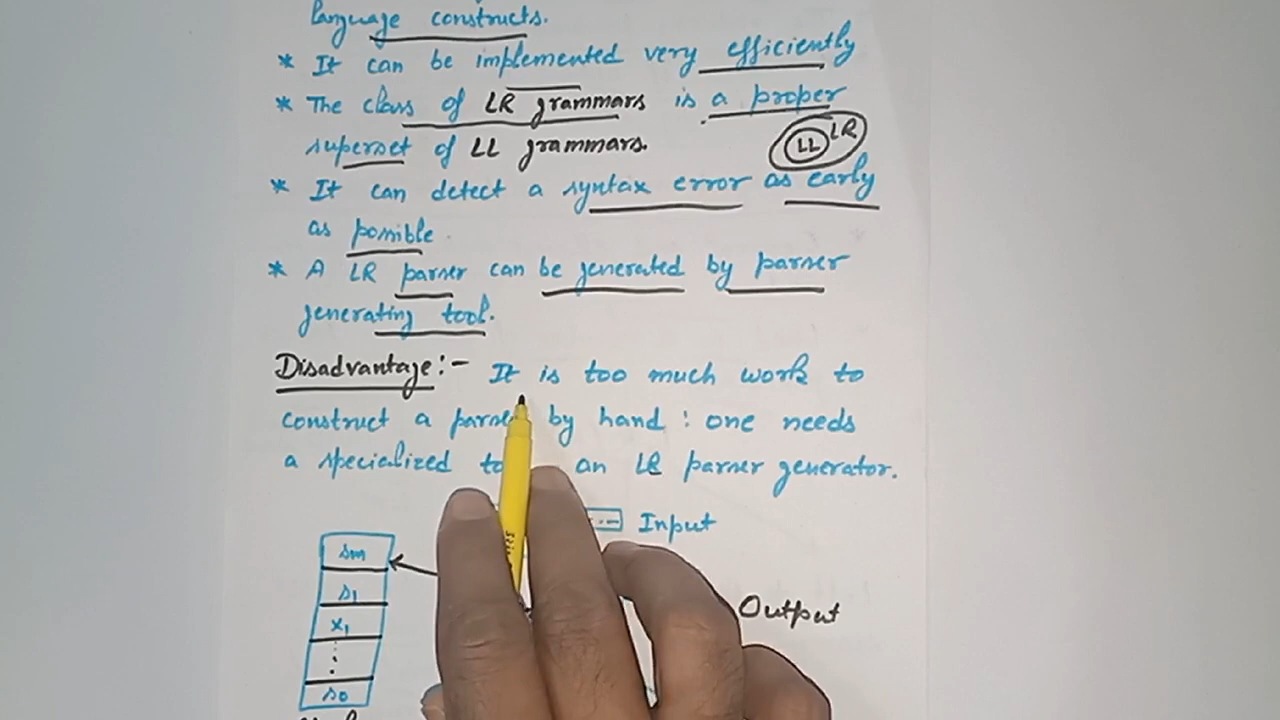 language constructs.
* It can be implemented very efficiently
* The class of LR grammars is a proper
superset of LL grammars.
LL LR
* It can detect a syntax error as early
as possible.
* A LR parser can be generated by parser
generating tool.
Disadvantage:- It is too much work to
construct a parser by hand : one needs
a specialized an LR parser generator.
Input
sm
s1
x1
s0
Output